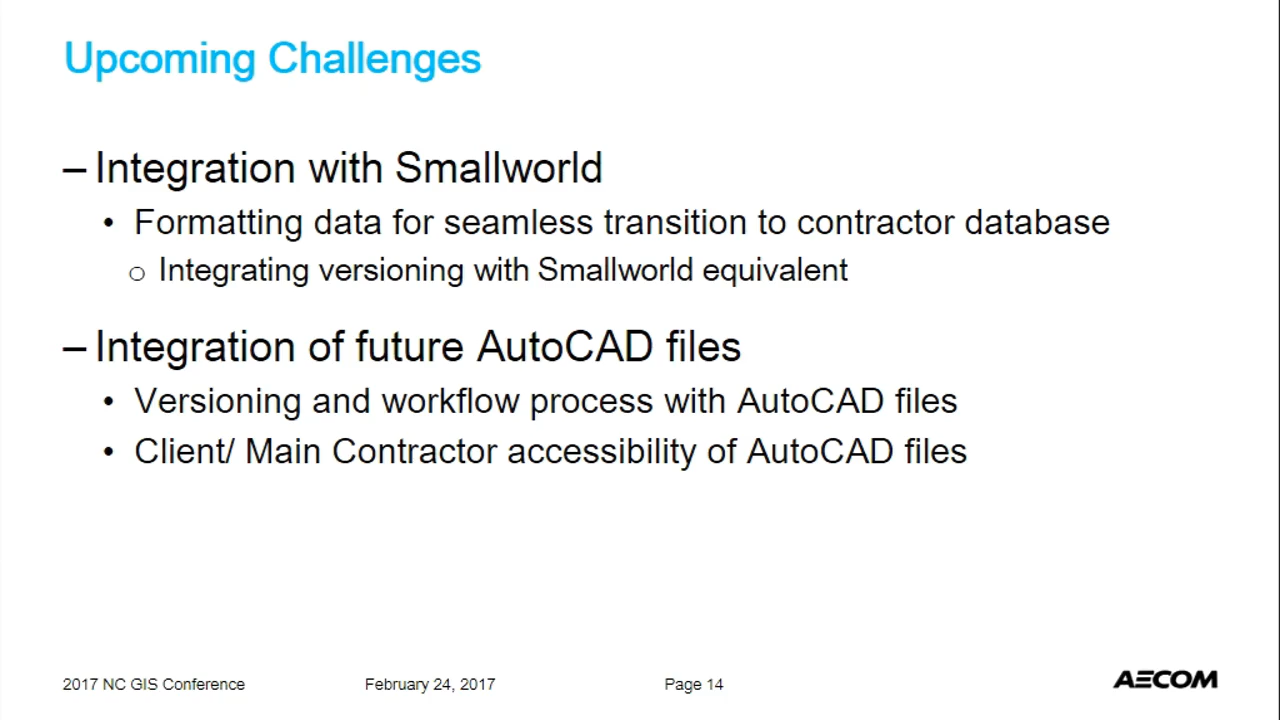 Upcoming Challenges
– Integration with Smallworld
• Formatting data for seamless transition to contractor database
o Integrating versioning with Smallworld equivalent
– Integration of future AutoCAD files
• Versioning and workflow process with AutoCAD files
• Client/ Main Contractor accessibility of AutoCAD files
2017 NC GIS Conference February 24, 2017 Page 14 AECOM